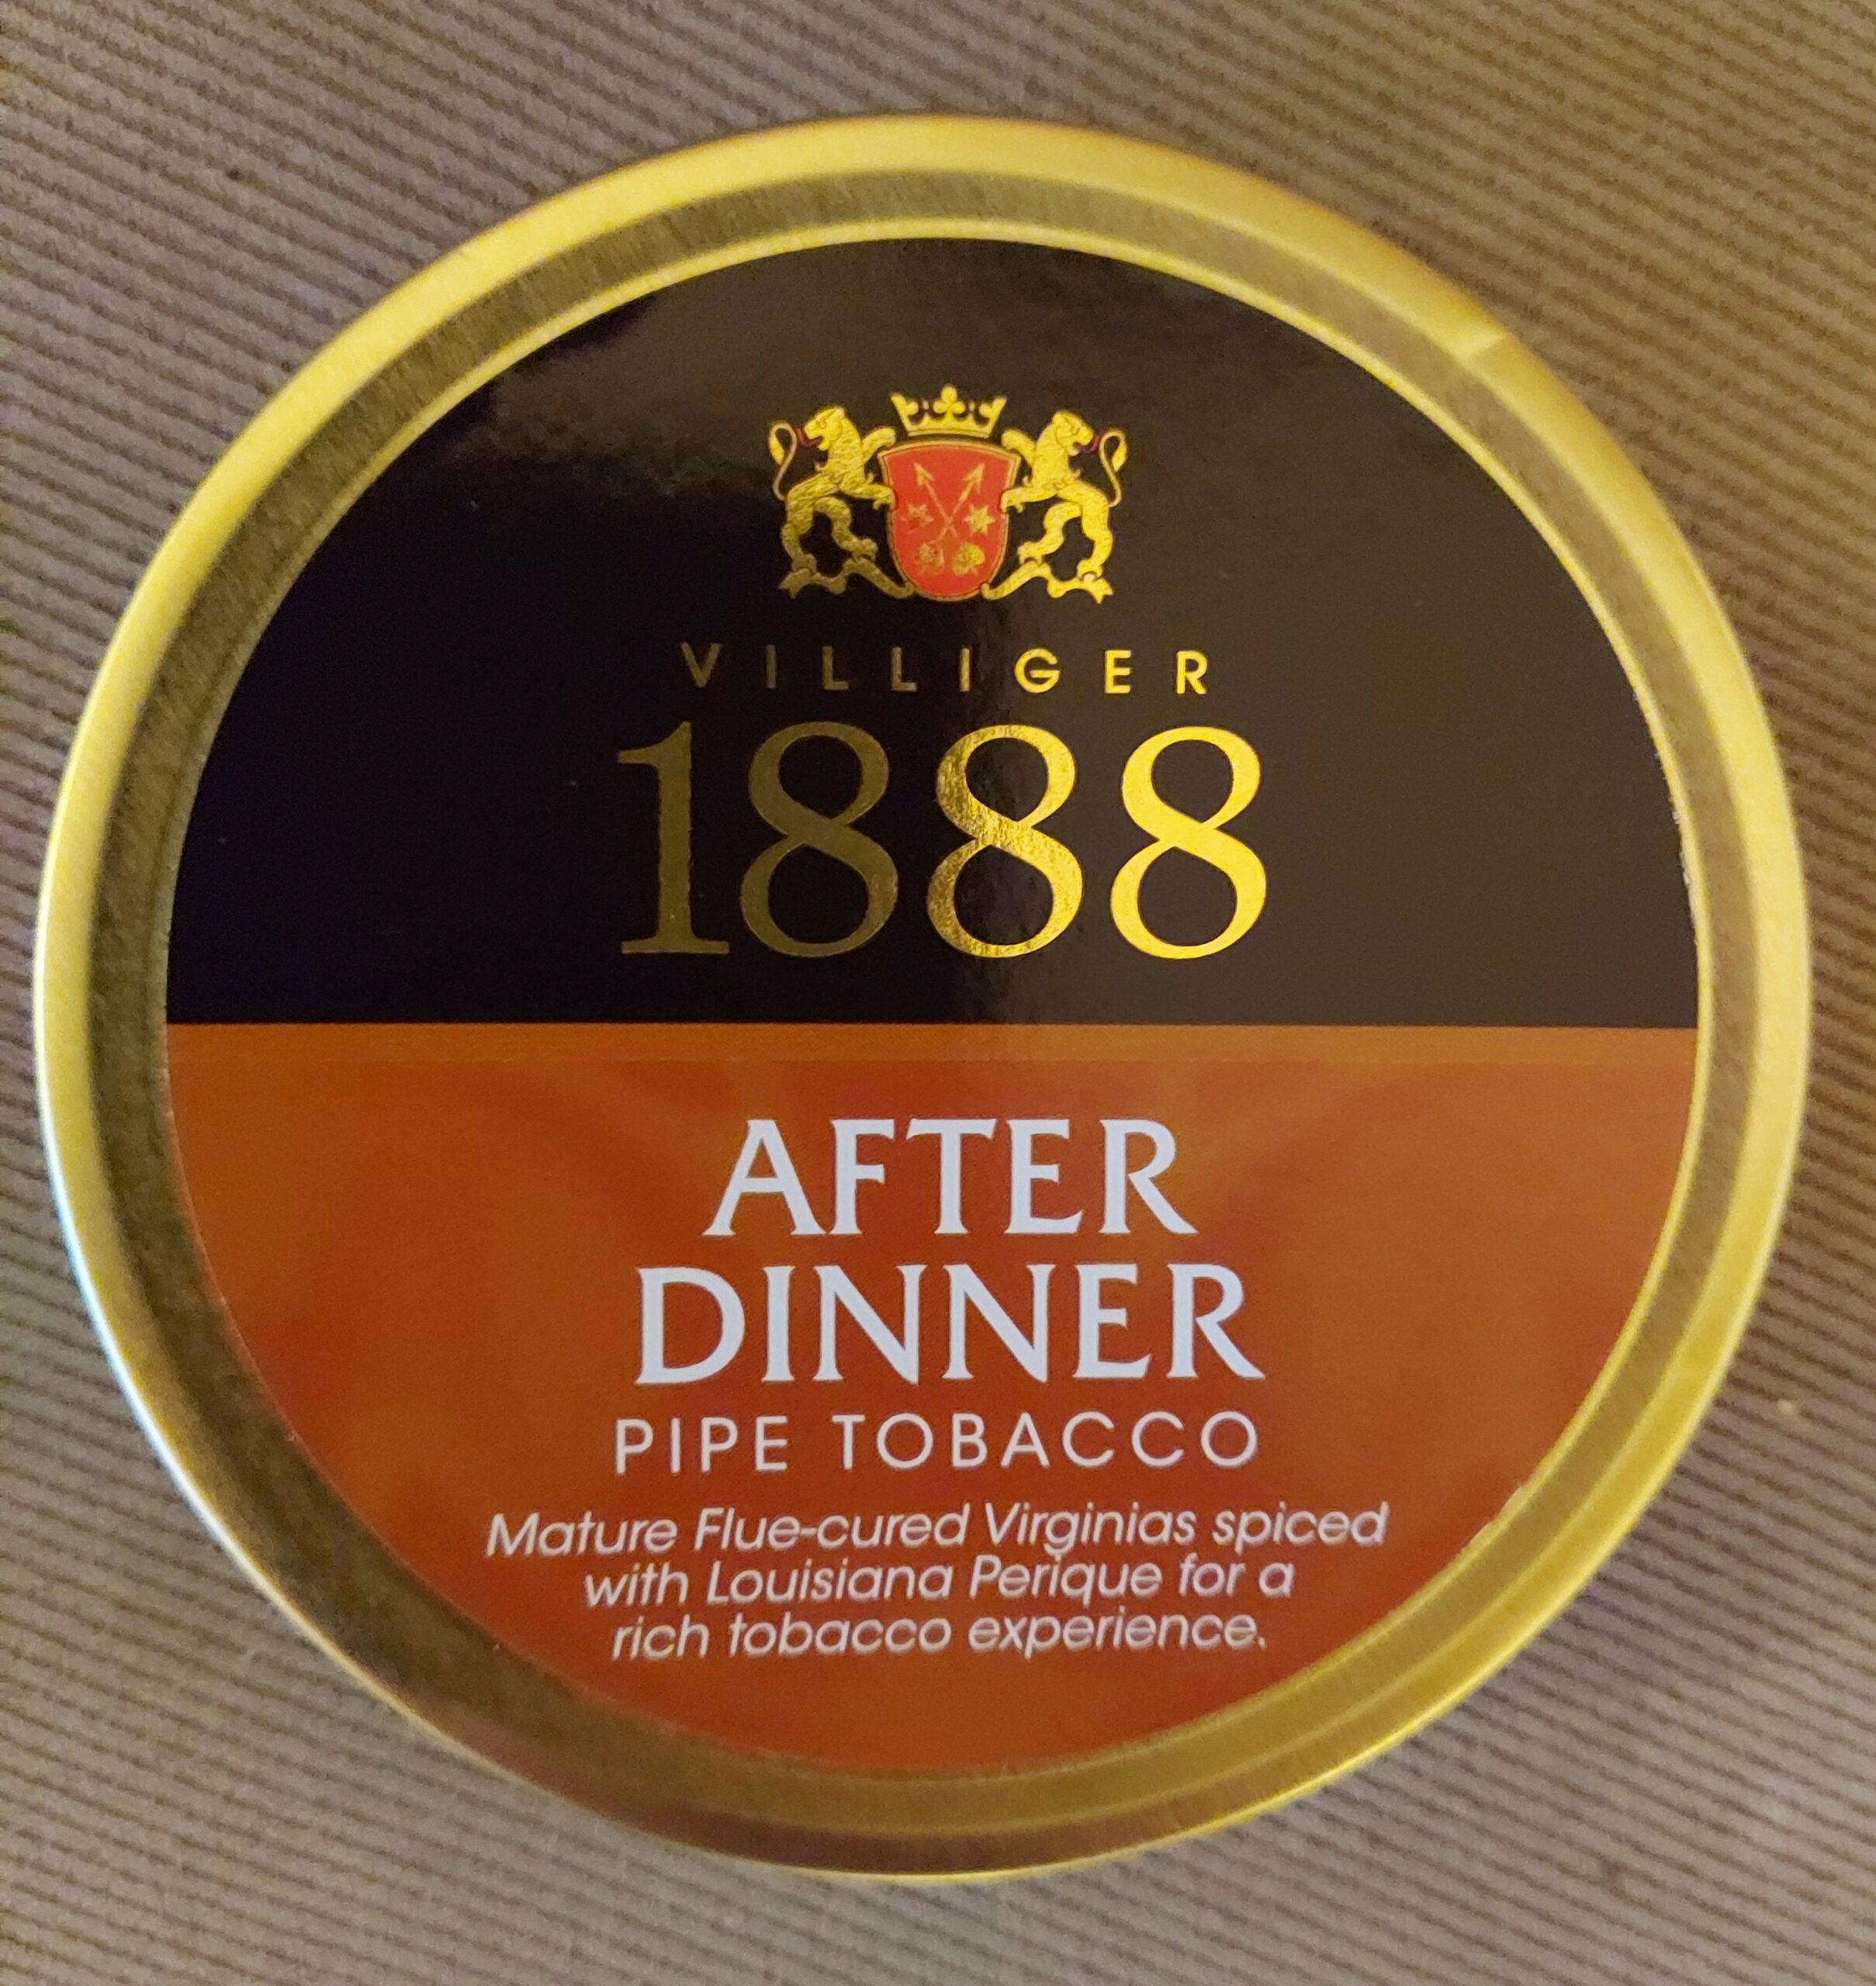 VILLIGER
1888
AFTER
DINNER
PIPE TOBACCO
Mature Flue-cured Virginias spiced
with Louisiana Perique for a
rich tobacco experience.